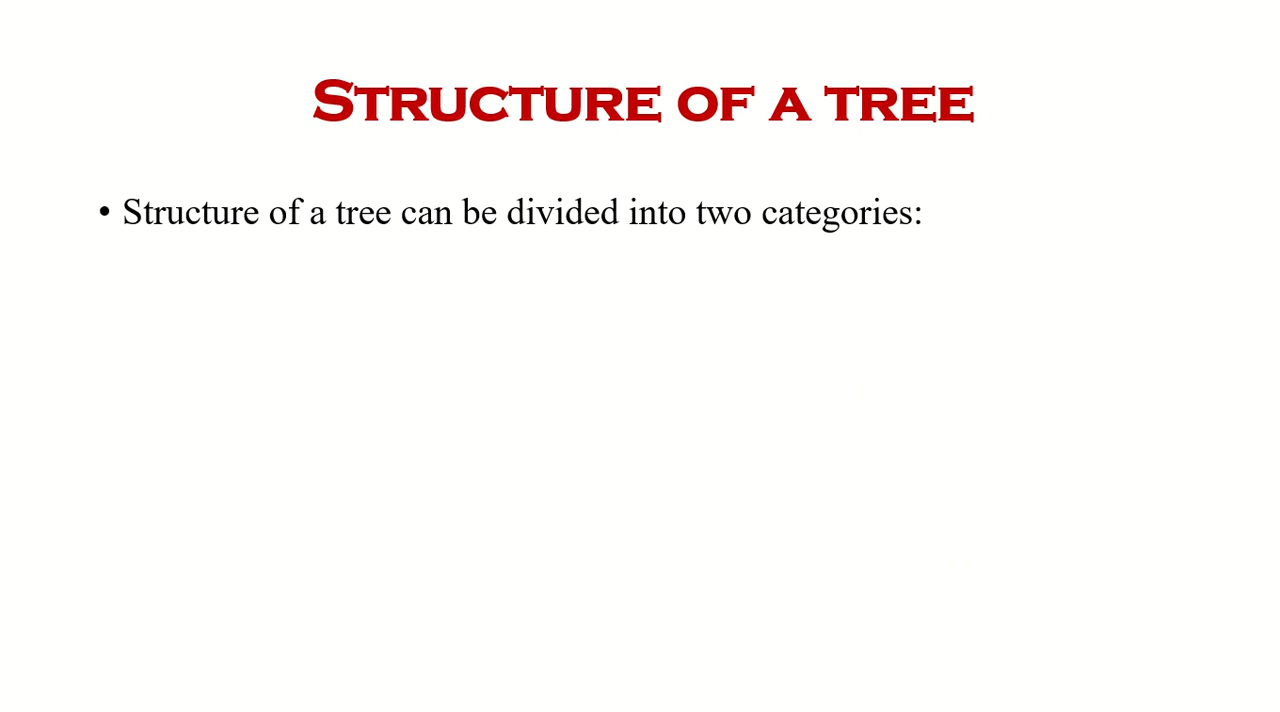 Structure of a tree
• Structure of a tree can be divided into two categories: